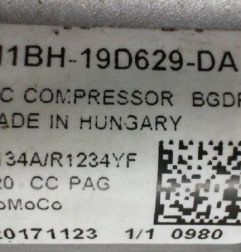 1BH-19D629-DA
C COMPRESSOR BGDF
ADE IN HUNGARY
134A/R1234YF
20 CC PAG
oMoCo
20171123 1/1 0980